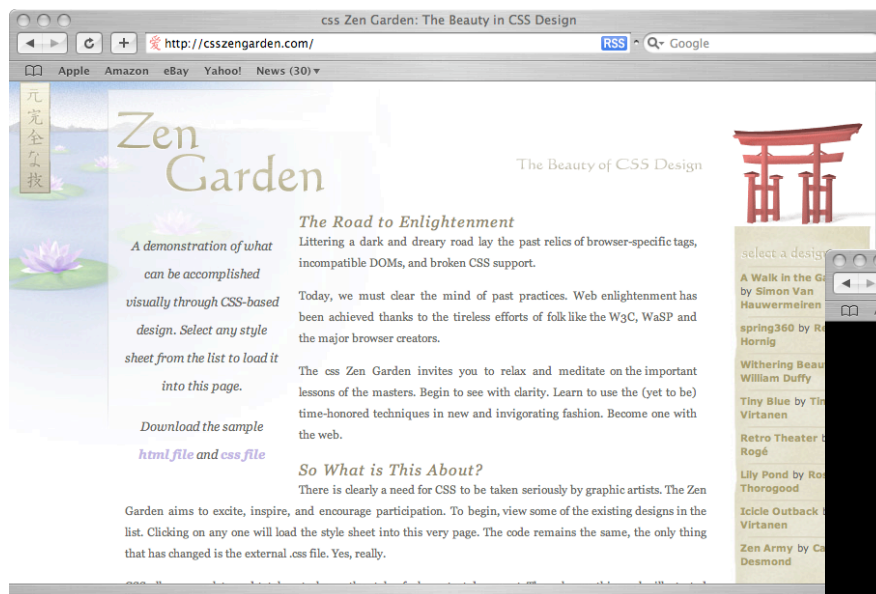 css Zen Garden: The Beauty in CSS Design
愛 http://csszengarden.com/
RSS
Google
Apple Amazon eBay Yahoo! News (30)
元
完
全
な
技
Zen
Garden
The Beauty of CSS Design
A demonstration of what
can be accomplished
visually through CSS-based
design. Select any style
sheet from the list to load it
into this page.
Download the sample
html file and css file
The Road to Enlightenment
Littering a dark and dreary road lay the past relics of browser-specific tags,
incompatible DOMs, and broken CSS support.
Today, we must clear the mind of past practices. Web enlightenment has
been achieved thanks to the tireless efforts of folk like the W3C, WaSP and
the major browser creators.
The css Zen Garden invites you to relax and meditate on the important
lessons of the masters. Begin to see with clarity. Learn to use the (yet to be)
time-honored techniques in new and invigorating fashion. Become one with
the web.
So What is This About?
There is clearly a need for CSS to be taken seriously by graphic artists. The Zen
Garden aims to excite, inspire, and encourage participation. To begin, view some of the existing designs in the
list. Clicking on any one will load the style sheet into this very page. The code remains the same, the only thing
that has changed is the external .css file. Yes, really.
select a design
A Walk in the
by Simon Van
Hauwermeiren
spring360 by
Hornig
Withering
William Duffy
Tiny Blue by
Virtanen
Retro Theater
Rogé
Lily Pond by
Thorogood
Icicle Outback
Virtanen
Zen Army by
Desmond